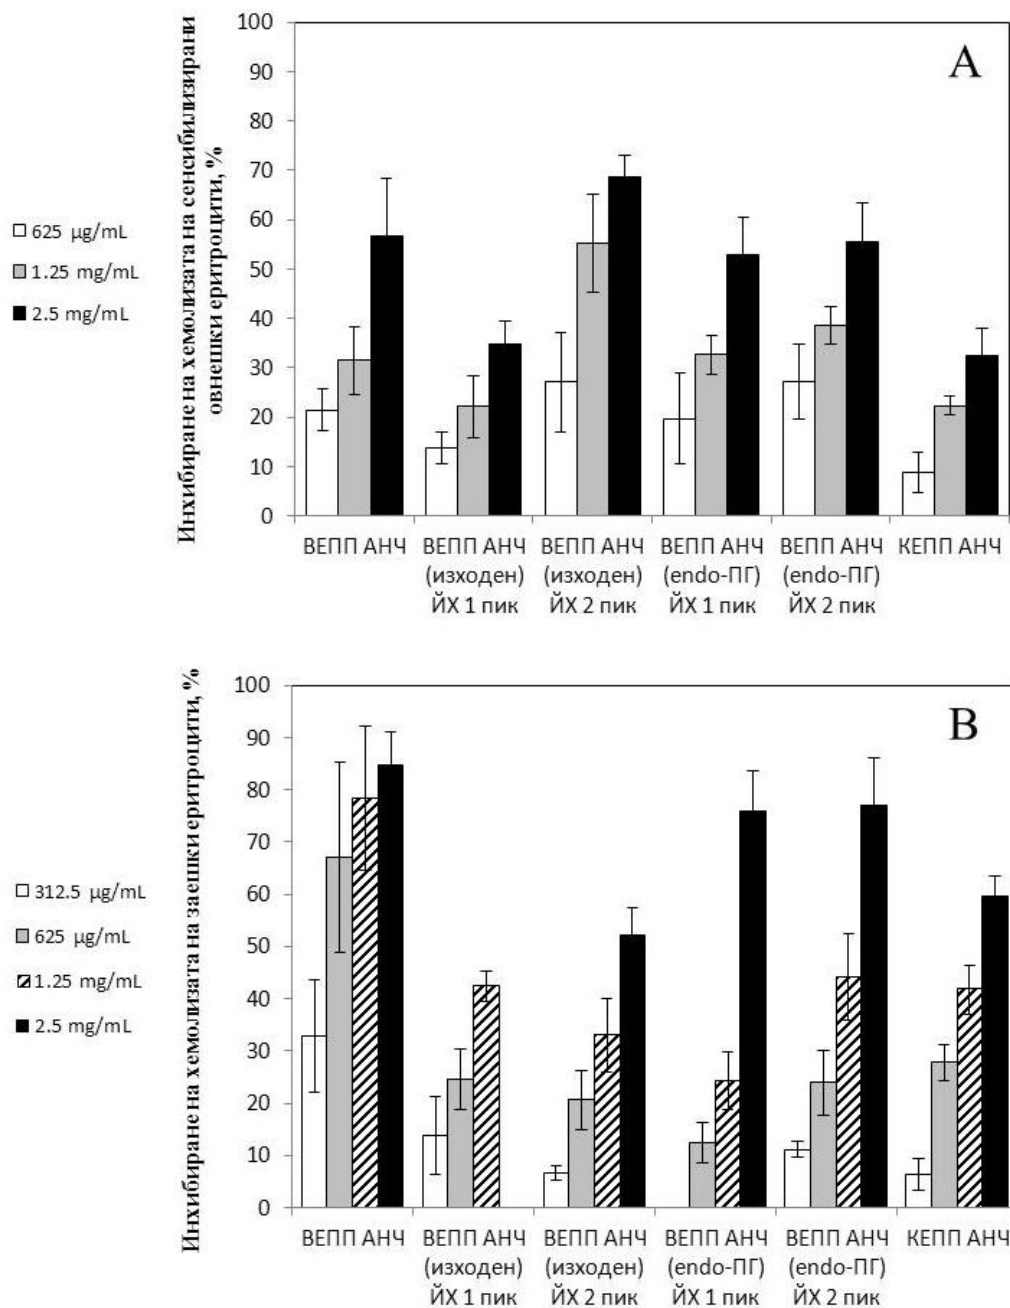 A
Инхибиране на хемолизата на сенсибилизирани
овнешки еритроцити, %
100
90
80
70
60
50
40
30
20
10
0
625 µg/mL
1.25 mg/mL
2.5 mg/mL
ВЕПП АНЧ
ВЕПП АНЧ
(изходен)
ЙХ 1 пик
ВЕПП АНЧ
(изходен)
ЙХ 2 пик
ВЕПП АНЧ
(endo-ПГ)
ЙХ 1 пик
ВЕПП АНЧ
(endo-ПГ)
ЙХ 2 пик
КЕПП АНЧ
B
Инхибиране на хемолизата на заешки еритроцити, %
100
90
80
70
60
50
40
30
20
10
0
312.5 µg/mL
625 µg/mL
1.25 mg/mL
2.5 mg/mL
ВЕПП АНЧ
ВЕПП АНЧ
(изходен)
ЙХ 1 пик
ВЕПП АНЧ
(изходен)
ЙХ 2 пик
ВЕПП АНЧ
(endo-ПГ)
ЙХ 1 пик
ВЕПП АНЧ
(endo-ПГ)
ЙХ 2 пик
КЕПП АНЧ